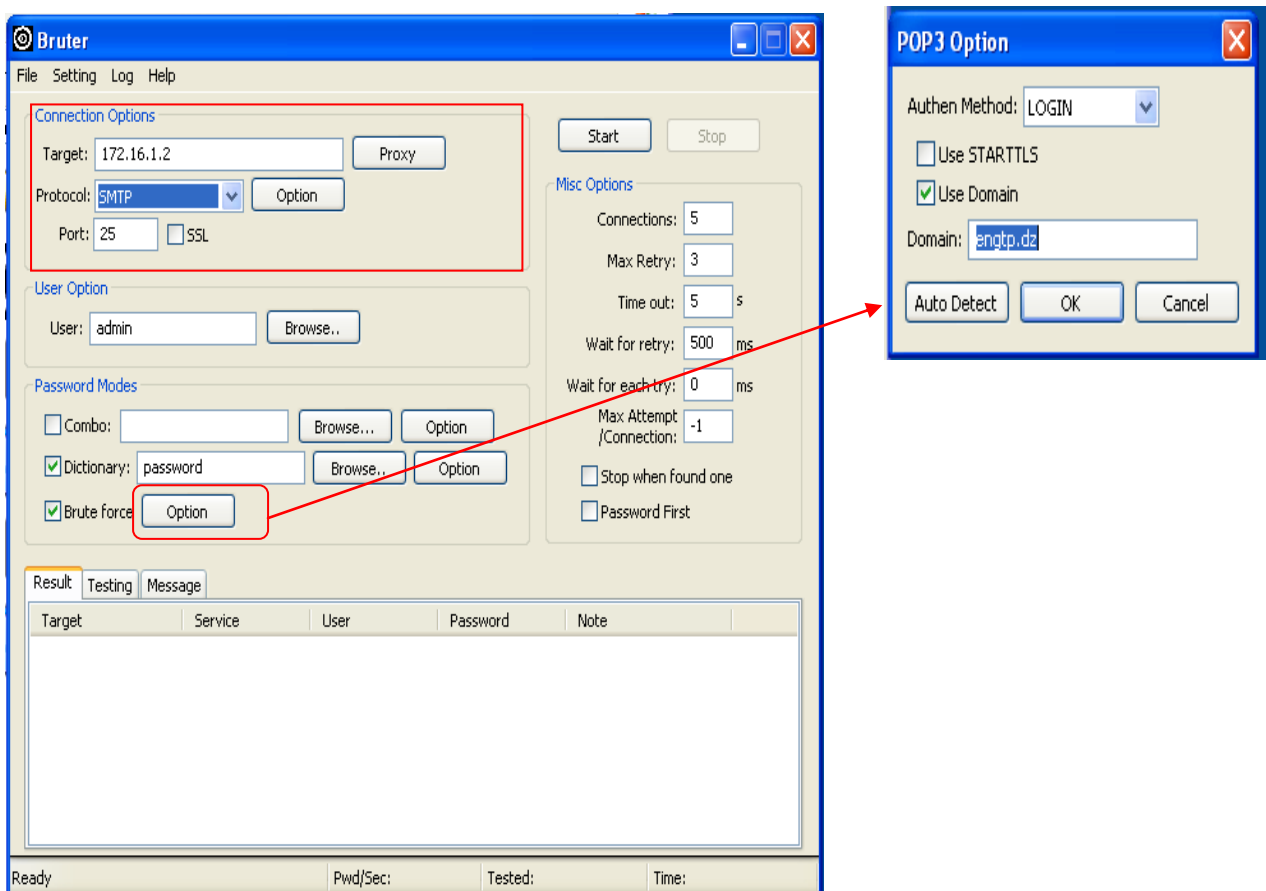 Bruter
File Setting Log Help
Connection Options
Target: 172.16.1.2 Proxy
Protocol: SMTP Option
Port: 25 SSL
User Option
User: admin Browse..
Password Modes
Combo: Browse... Option
Dictionary: password Browse.. Option
Brute force Option
Start Stop
Misc Options
Connections: 5
Max Retry: 3
Time out: 5 s
Wait for retry: 500 ms
Wait for each try: 0 ms
Max Attempt
/Connection: -1
Stop when found one
Password First
Result Testing Message
Target Service User Password Note
Ready Pwd/Sec: Tested: Time:
POP3 Option
Authen Method: LOGIN
Use STARTTLS
Use Domain
Domain: engtp.dz
Auto Detect OK Cancel